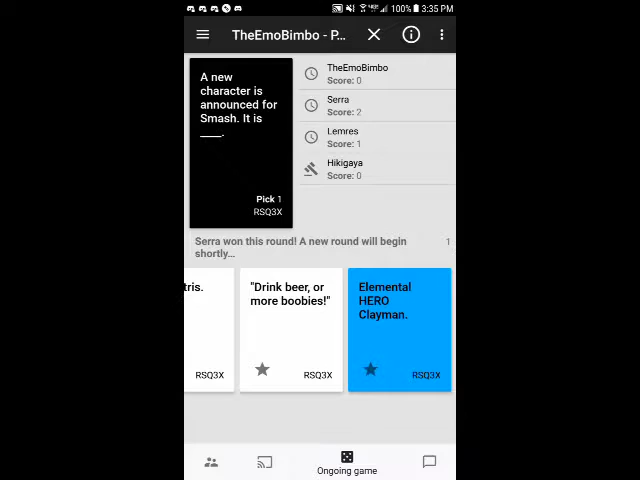 100% 3:35 PM
TheEmoBimbo - P...
A new
character is
announced for
Smash. It is
____.
Pick 1
RSQ3X
TheEmoBimbo
Score: 0
Serra
Score: 2
Lemres
Score: 1
Hikigaya
Score: 0
Serra won this round! A new round will begin
shortly...
1
tris.
RSQ3X
"Drink beer, or
more boobies!"
RSQ3X
Elemental
HERO
Clayman.
RSQ3X
Ongoing game